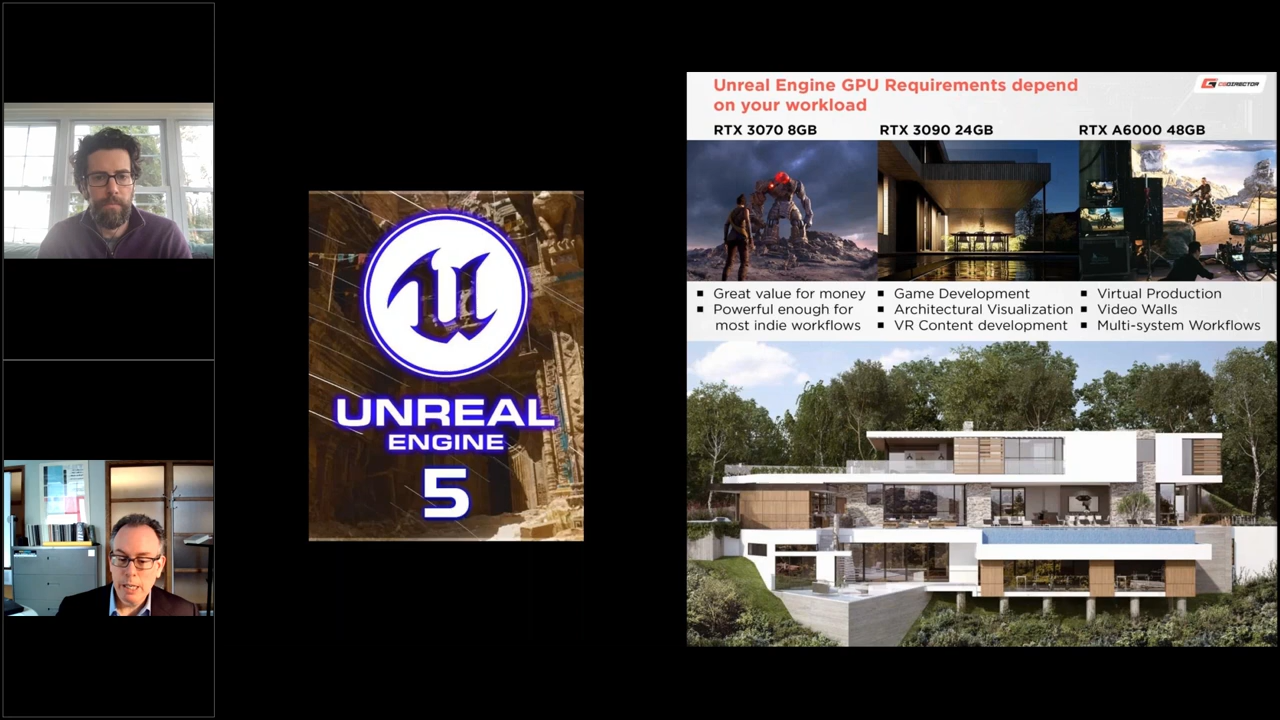 UNREAL
ENGINE
5
Unreal Engine GPU Requirements depend
on your workload
CGDIRECTOR
RTX 3070 8GB
RTX 3090 24GB
RTX A6000 48GB
▪ Great value for money
▪ Powerful enough for
most indie workflows
▪ Game Development
▪ Architectural Visualization
▪ VR Content development
▪ Virtual Production
▪ Video Walls
▪ Multi-system Workflows